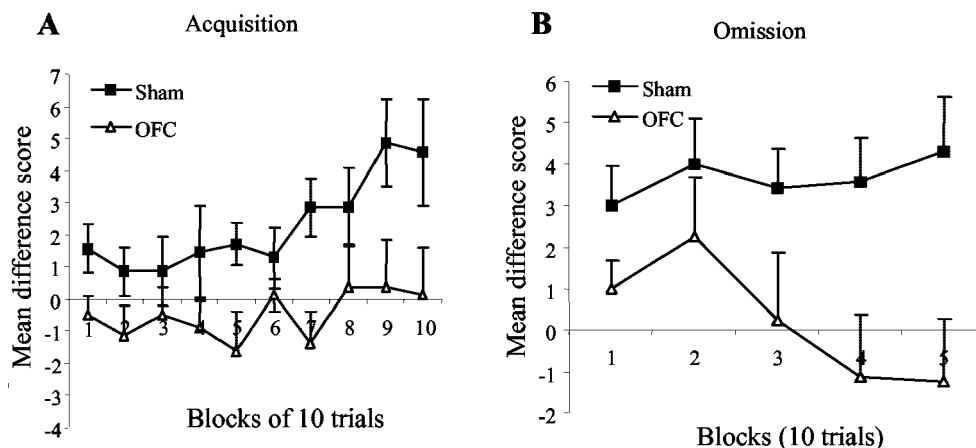 A
Acquisition
Mean difference score
7
6
5
4
3
2
1
0
-1
-2
-3
-4
Sham
OFC
1 2 3 4 5 6 7 8 9 10
Blocks of 10 trials
B
Omission
Mean difference score
6
5
4
3
2
1
0
-1
-2
Sham
OFC
1 2 3 4 5
Blocks (10 trials)